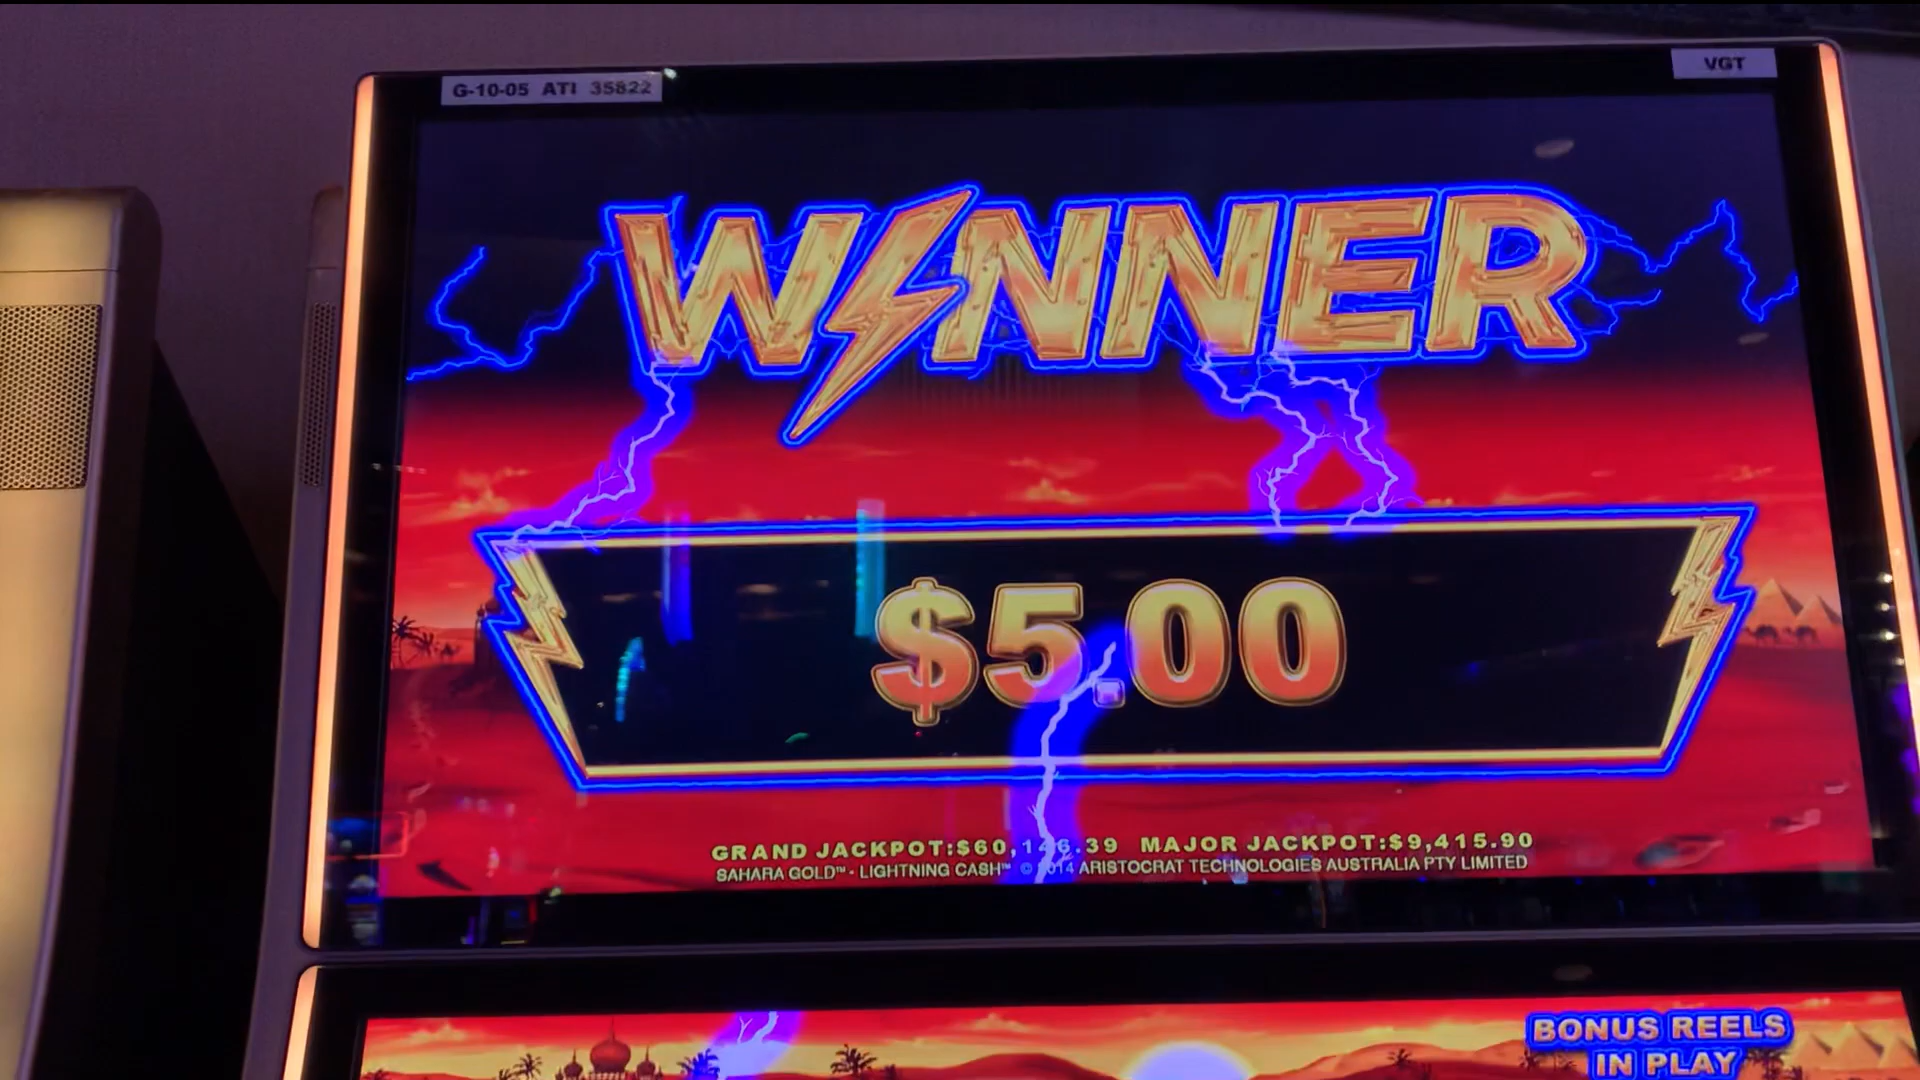 G-10-05 ATI 35822
VGT
WINNER
$5.00
GRAND JACKPOT:$60,146.39 MAJOR JACKPOT:$9,415.90
SAHARA GOLD™ - LIGHTNING CASH™ © 2014 ARISTOCRAT TECHNOLOGIES AUSTRALIA PTY LIMITED
BONUS REELS
IN PLAY